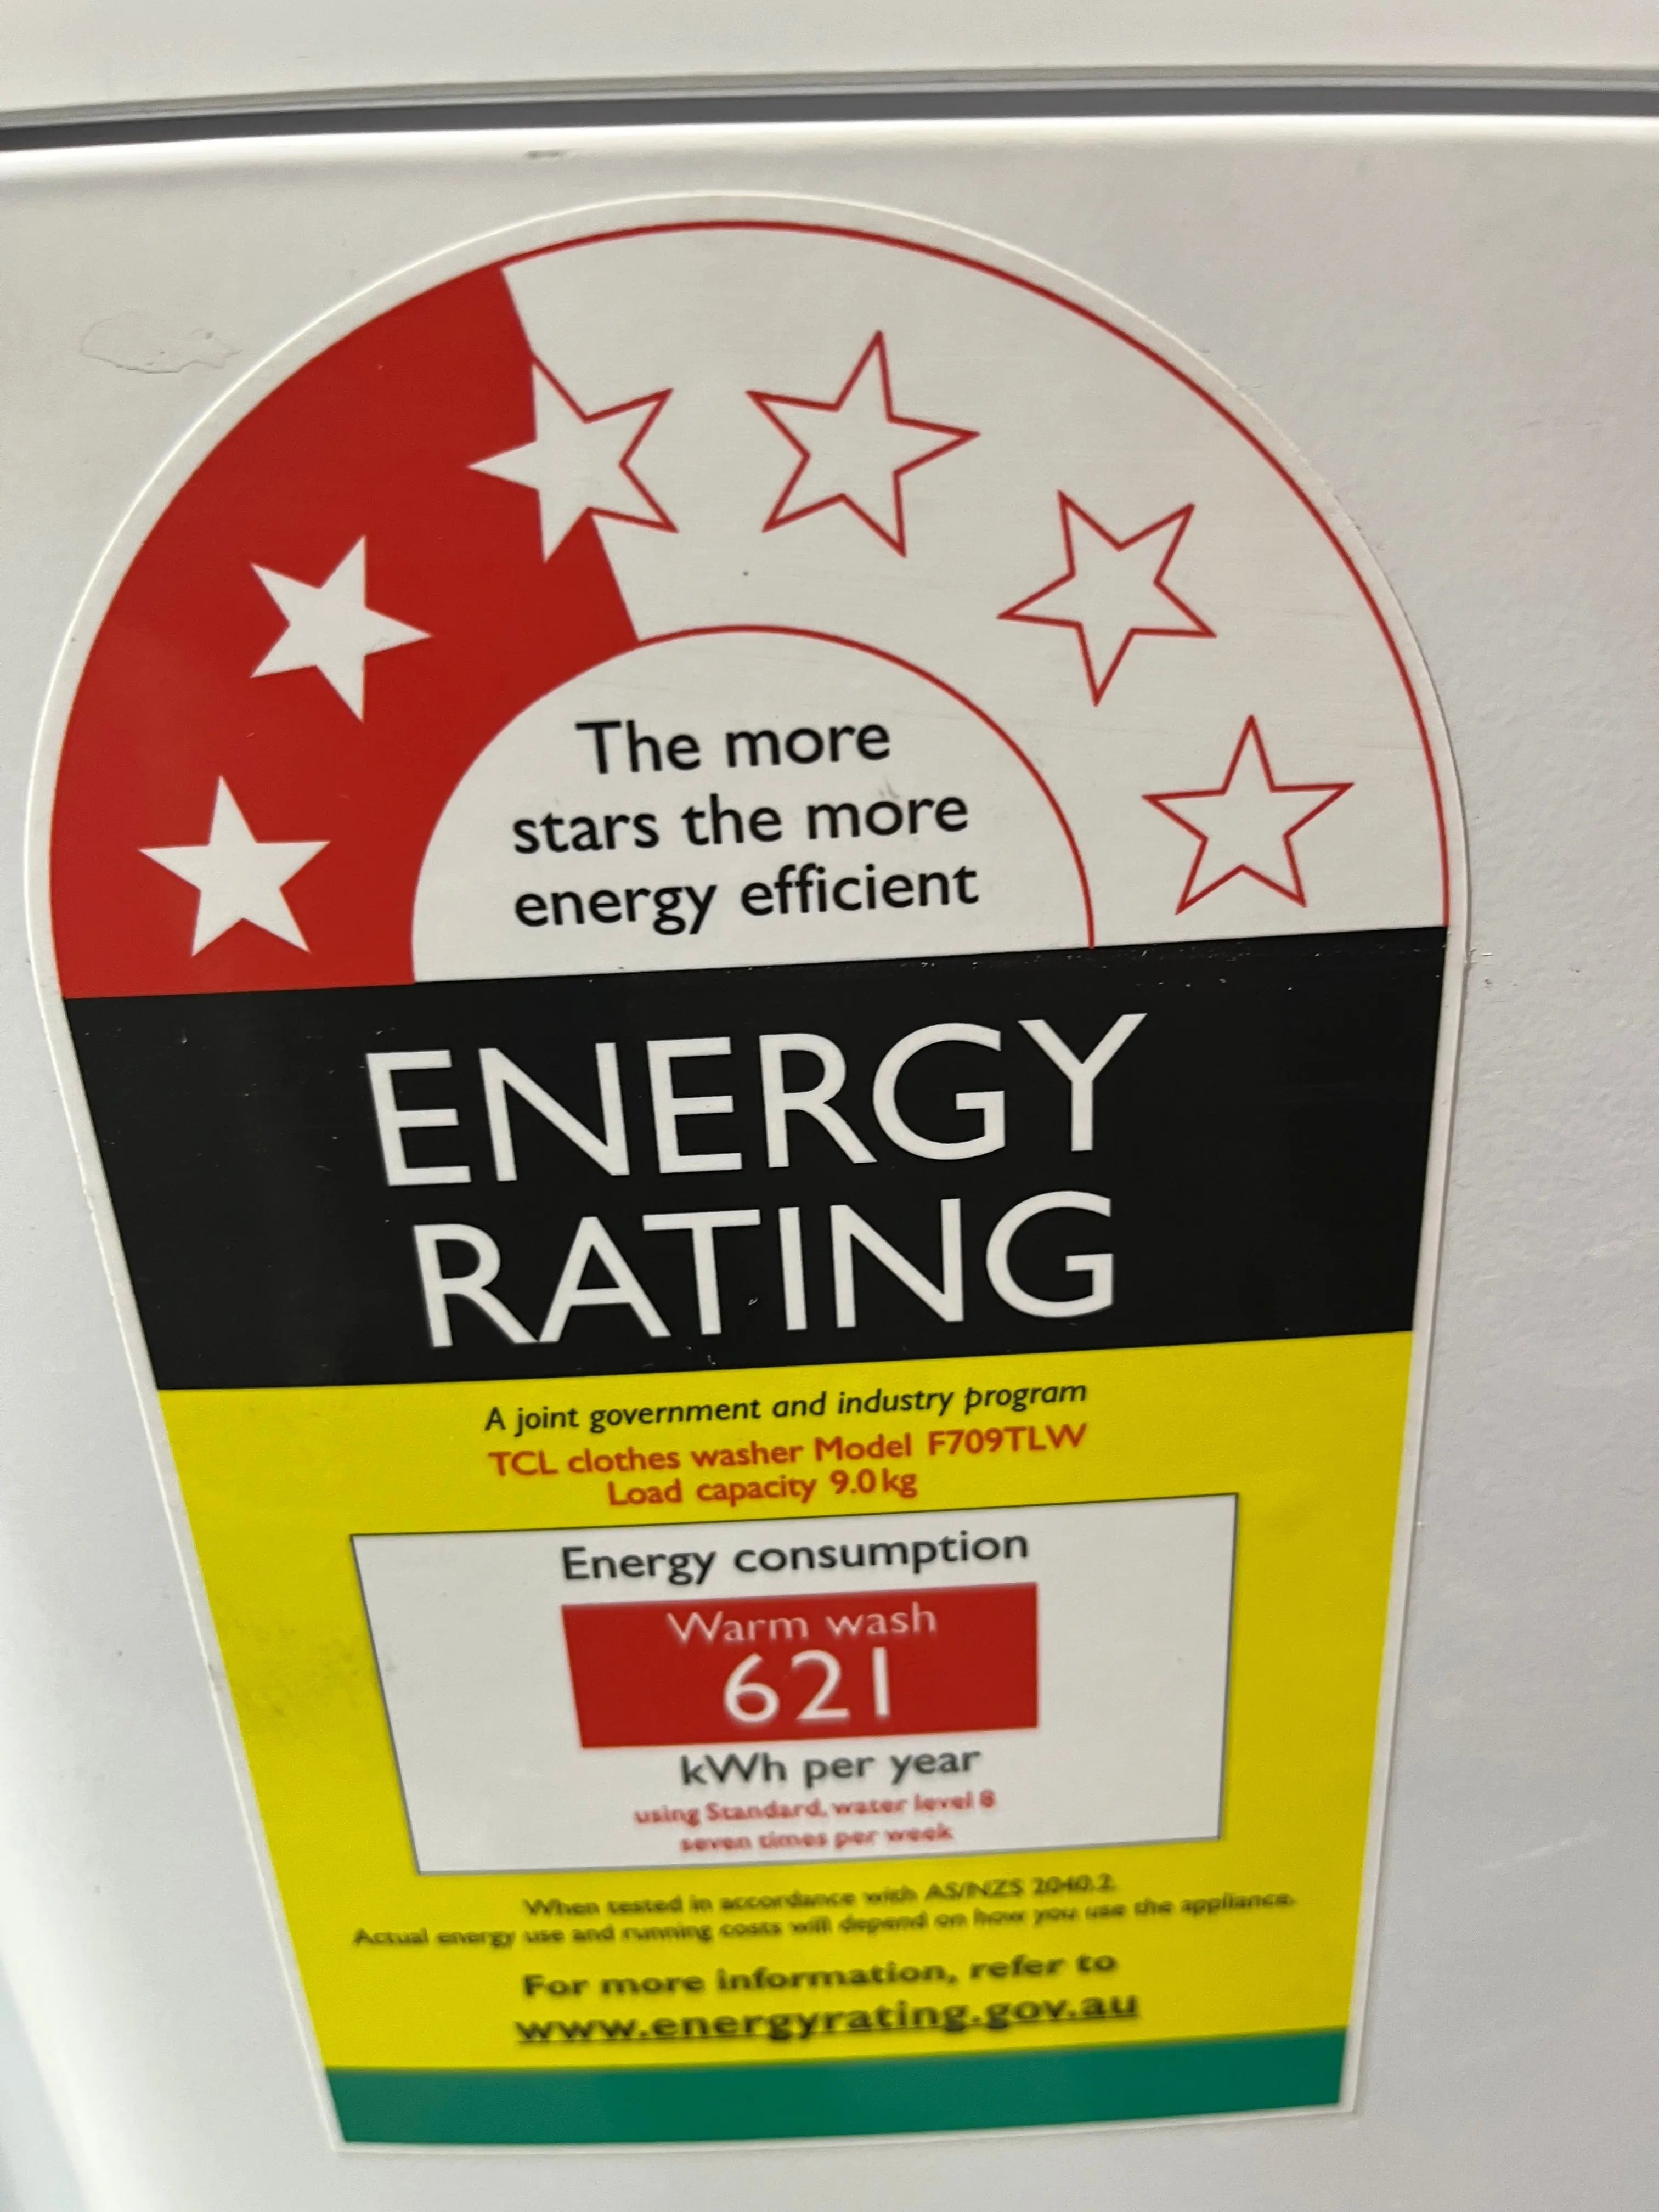 The more
stars the more
energy efficient
ENERGY
RATING
A joint government and industry program
TCL clothes washer Model F709TLW
Load capacity 9.0 kg
Energy consumption
Warm wash
621
kWh per year
using Standard, water level 8
seven times per week
When tested in accordance with AS/NZS 2040.2.
Actual energy use and running costs will depend on how you use the appliance.
For more information, refer to
www.energyrating.gov.au